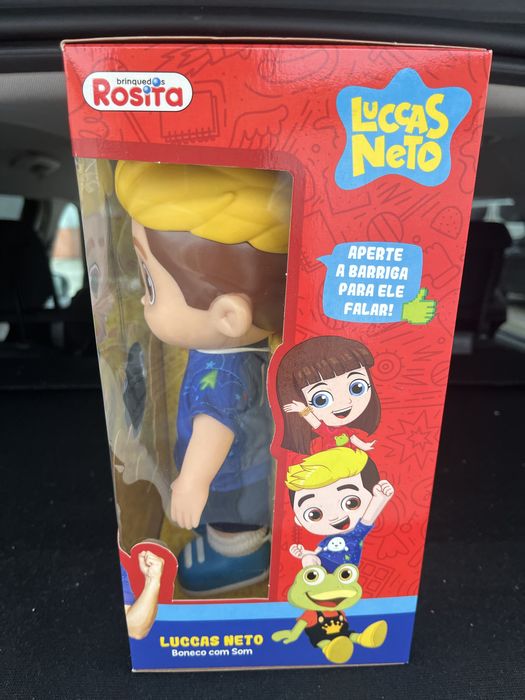 brinquedos
Rosita
LUCCAS
NETO
APERTE
A BARRIGA
PARA ELE
FALAR!
LUCCAS NETO
Boneco com Som